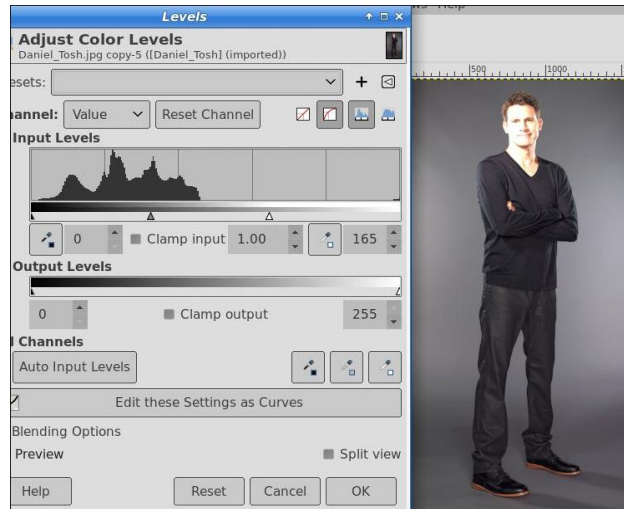 Levels
Adjust Color Levels
Daniel_Tosh.jpg copy-5 ([Daniel_Tosh] (imported))
esets:
annel: Value Reset Channel
Input Levels
0 Clamp input 1.00 165
Output Levels
0 Clamp output 255
l Channels
Auto Input Levels
Edit these Settings as Curves
Blending Options
Preview Split view
Help Reset Cancel OK
Help
500 1000